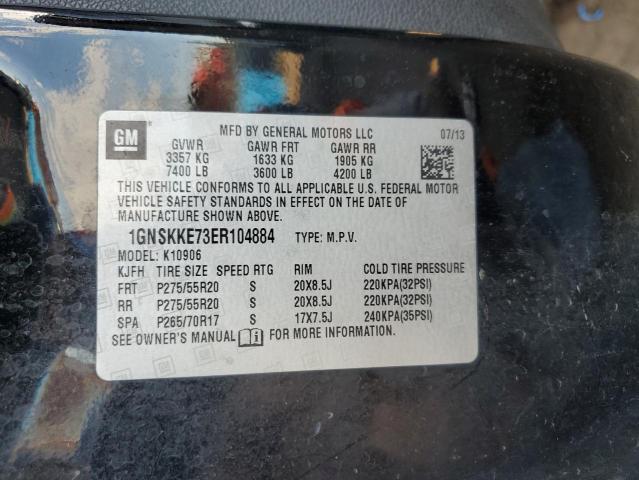 GM
MFD BY GENERAL MOTORS LLC 07/13
GVWR GAWR FRT GAWR RR
3357 KG 1633 KG 1905 KG
7400 LB 3600 LB 4200 LB
THIS VEHICLE CONFORMS TO ALL APPLICABLE U.S. FEDERAL MOTOR
VEHICLE SAFETY STANDARDS IN EFFECT ON THE DATE OF
MANUFACTURE SHOWN ABOVE.
1GNSKKE73ER104884 TYPE: M.P.V.
MODEL: K10906
KJFH TIRE SIZE SPEED RTG RIM COLD TIRE PRESSURE
FRT P275/55R20 S 20X8.5J 220KPA(32PSI)
RR P275/55R20 S 20X8.5J 220KPA(32PSI)
SPA P265/70R17 S 17X7.5J 240KPA(35PSI)
SEE OWNER'S MANUAL FOR MORE INFORMATION.